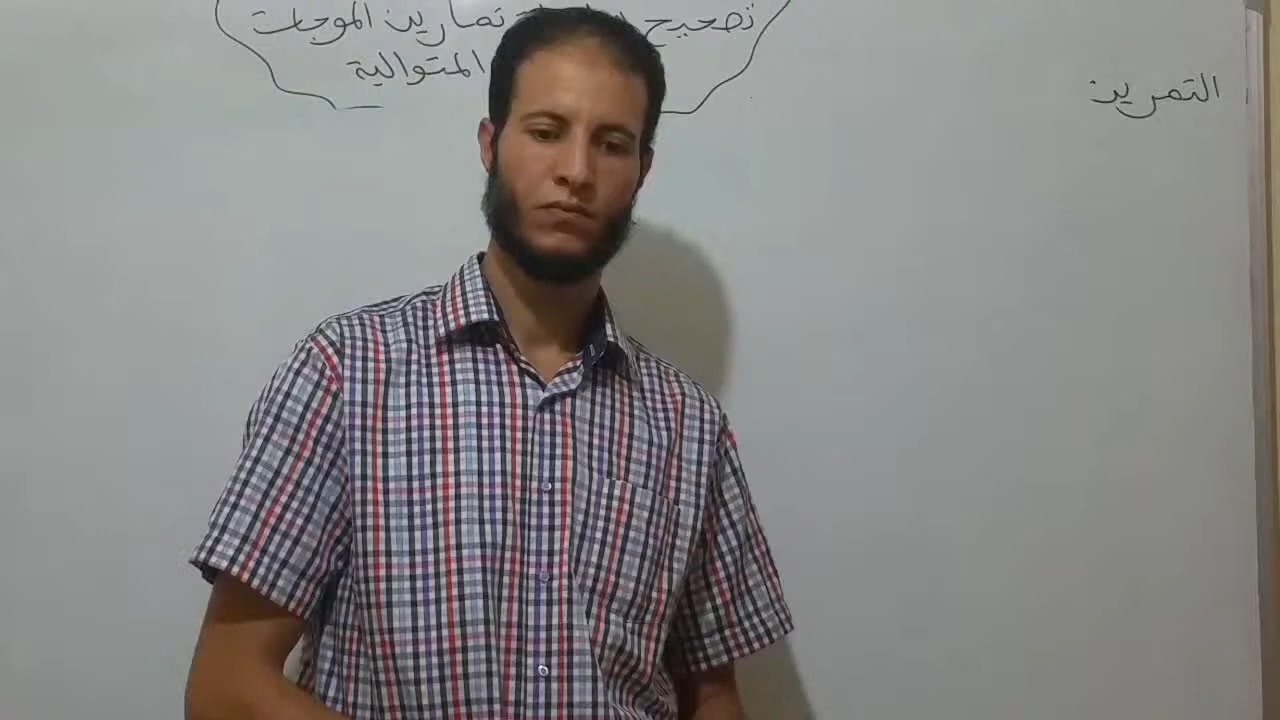 تصحيح تمارين الموجات
المتوالية
التمرين